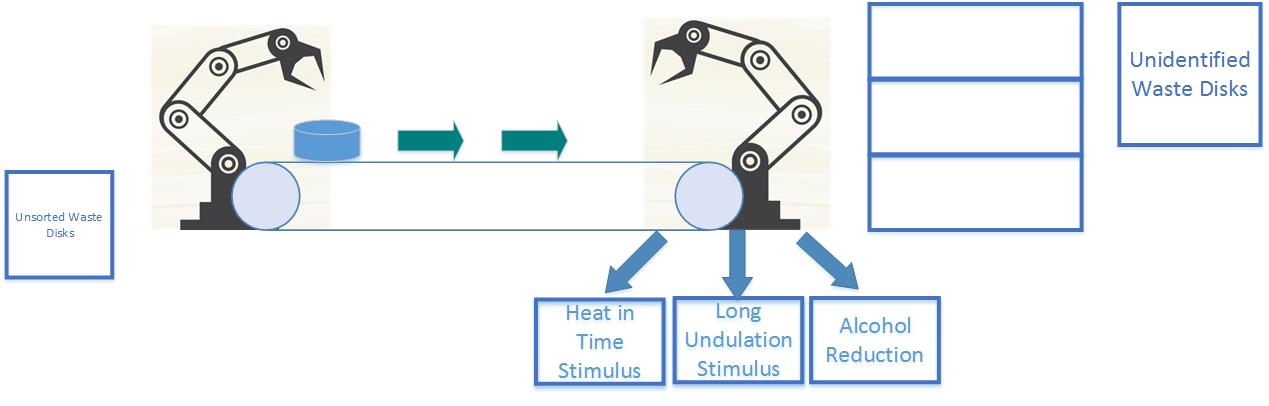 Unidentified
Waste Disks
Unsorted Waste
Disks
Heat in
Time
Stimulus
Long
Undulation
Stimulus
Alcohol
Reduction